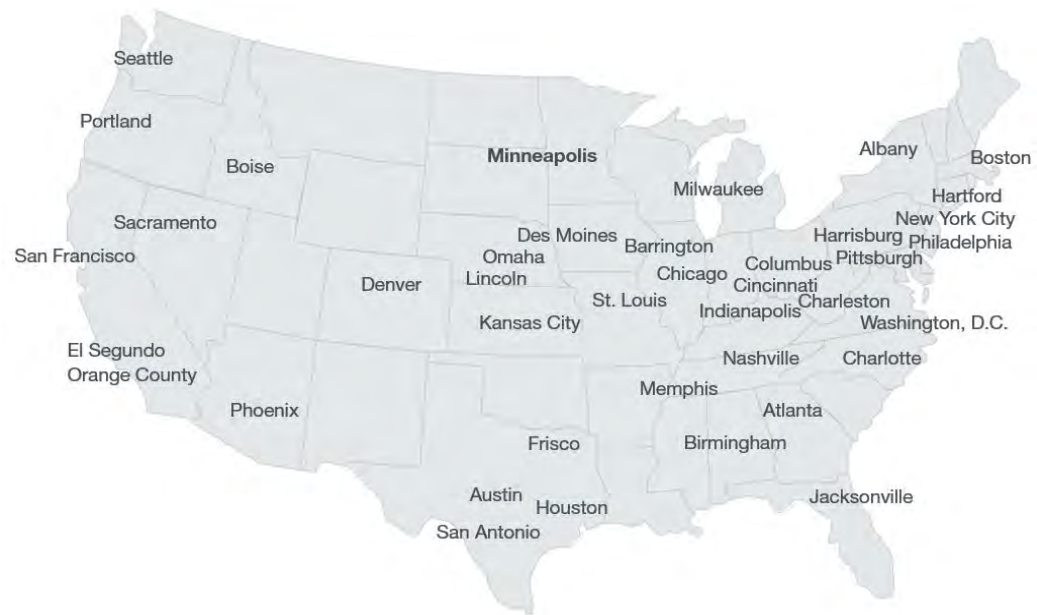 Seattle
Portland
Boise
Minneapolis
Albany
Boston
Milwaukee
Hartford
New York City
Sacramento
Des Moines
Barrington
Harrisburg
Philadelphia
San Francisco
Omaha
Lincoln
Denver
Chicago
Columbus
Pittsburgh
Cincinnati
St. Louis
Indianapolis
Charleston
Kansas City
Washington, D.C.
El Segundo
Orange County
Nashville
Charlotte
Memphis
Phoenix
Atlanta
Birmingham
Frisco
Austin
Houston
Jacksonville
San Antonio